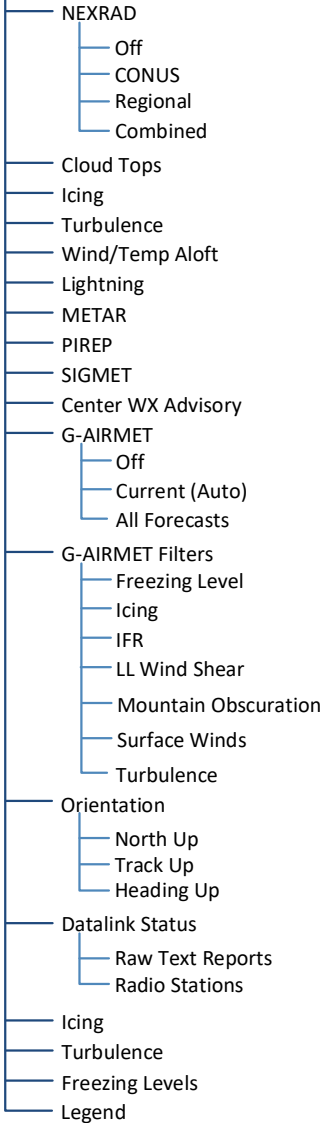 NEXRAD
Off
CONUS
Regional
Combined
Cloud Tops
Icing
Turbulence
Wind/Temp Aloft
Lightning
METAR
PIREP
SIGMET
Center WX Advisory
G-AIRMET
Off
Current (Auto)
All Forecasts
G-AIRMET Filters
Freezing Level
Icing
IFR
LL Wind Shear
Mountain Obscuration
Surface Winds
Turbulence
Orientation
North Up
Track Up
Heading Up
Datalink Status
Raw Text Reports
Radio Stations
Icing
Turbulence
Freezing Levels
Legend